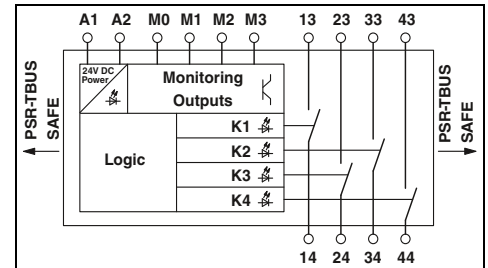 A1 A2 M0 M1 M2 M3 13 23 33 43
24V DC
Power
Monitoring
Outputs
PSR-TBUS
SAFE
PSR-TBUS
SAFE
Logic
K1
K2
K3
K4
14 24 34 44